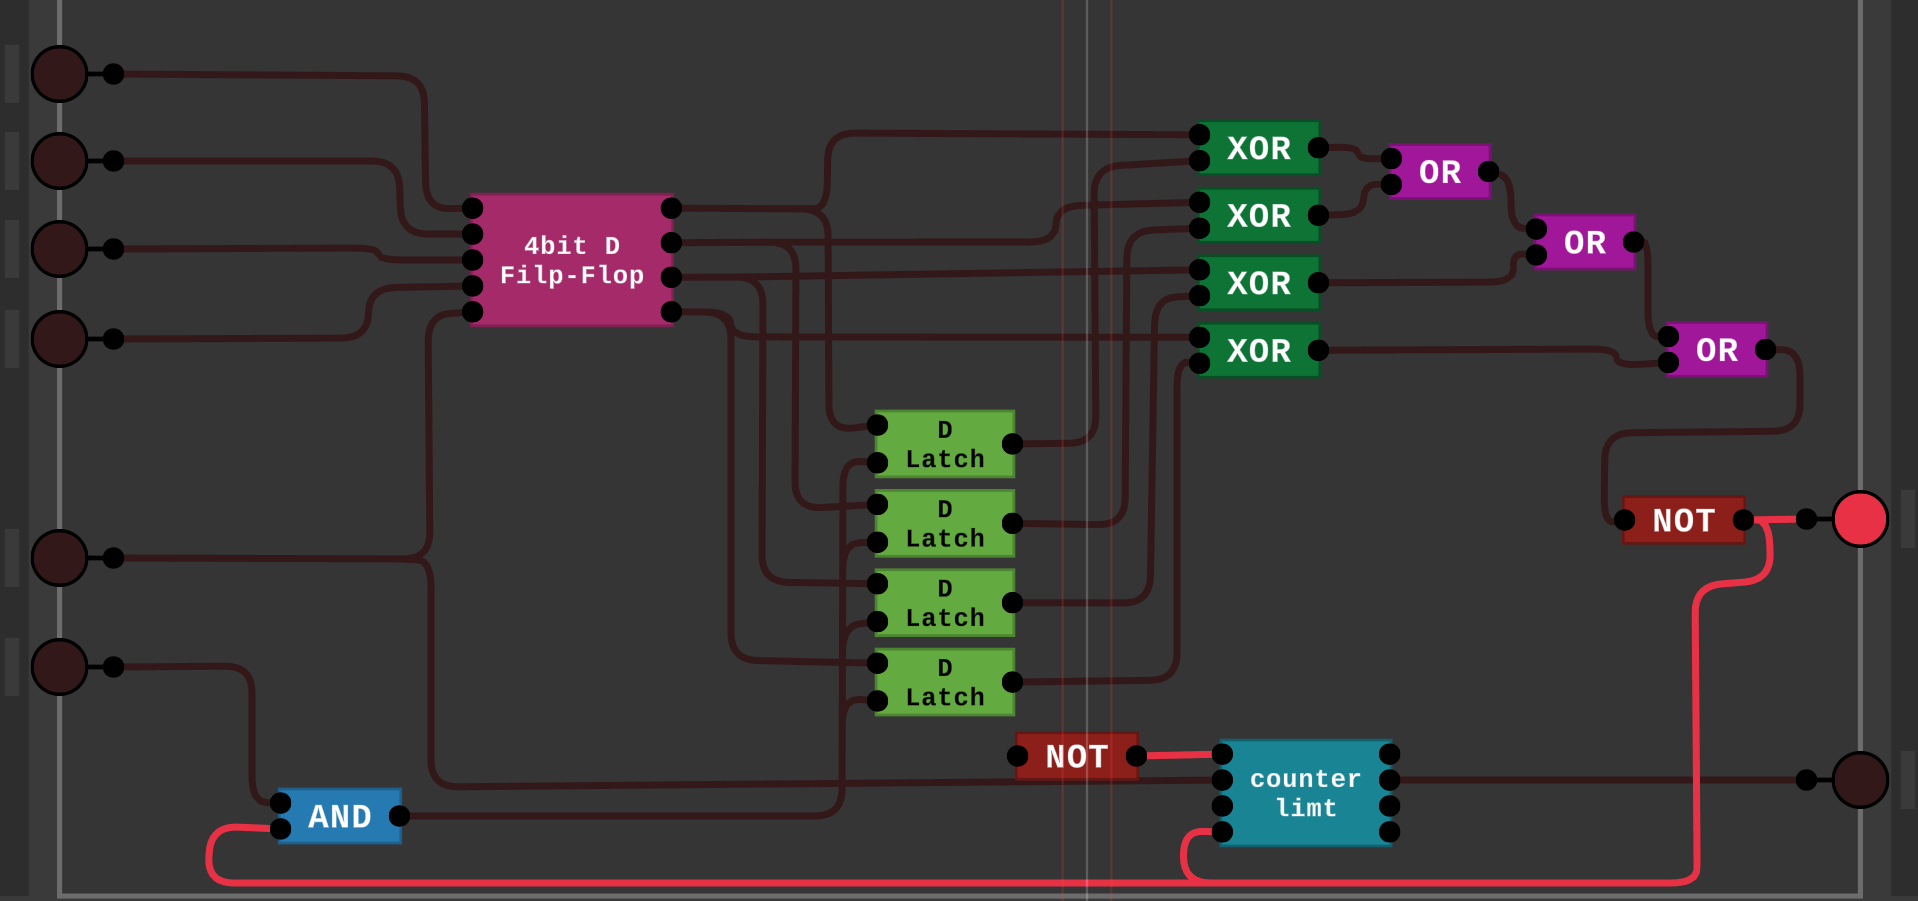 XOR
OR
XOR
4bit D
Filp-Flop
OR
XOR
XOR
OR
D
Latch
D
Latch
NOT
D
Latch
D
Latch
NOT
counter
limt
AND